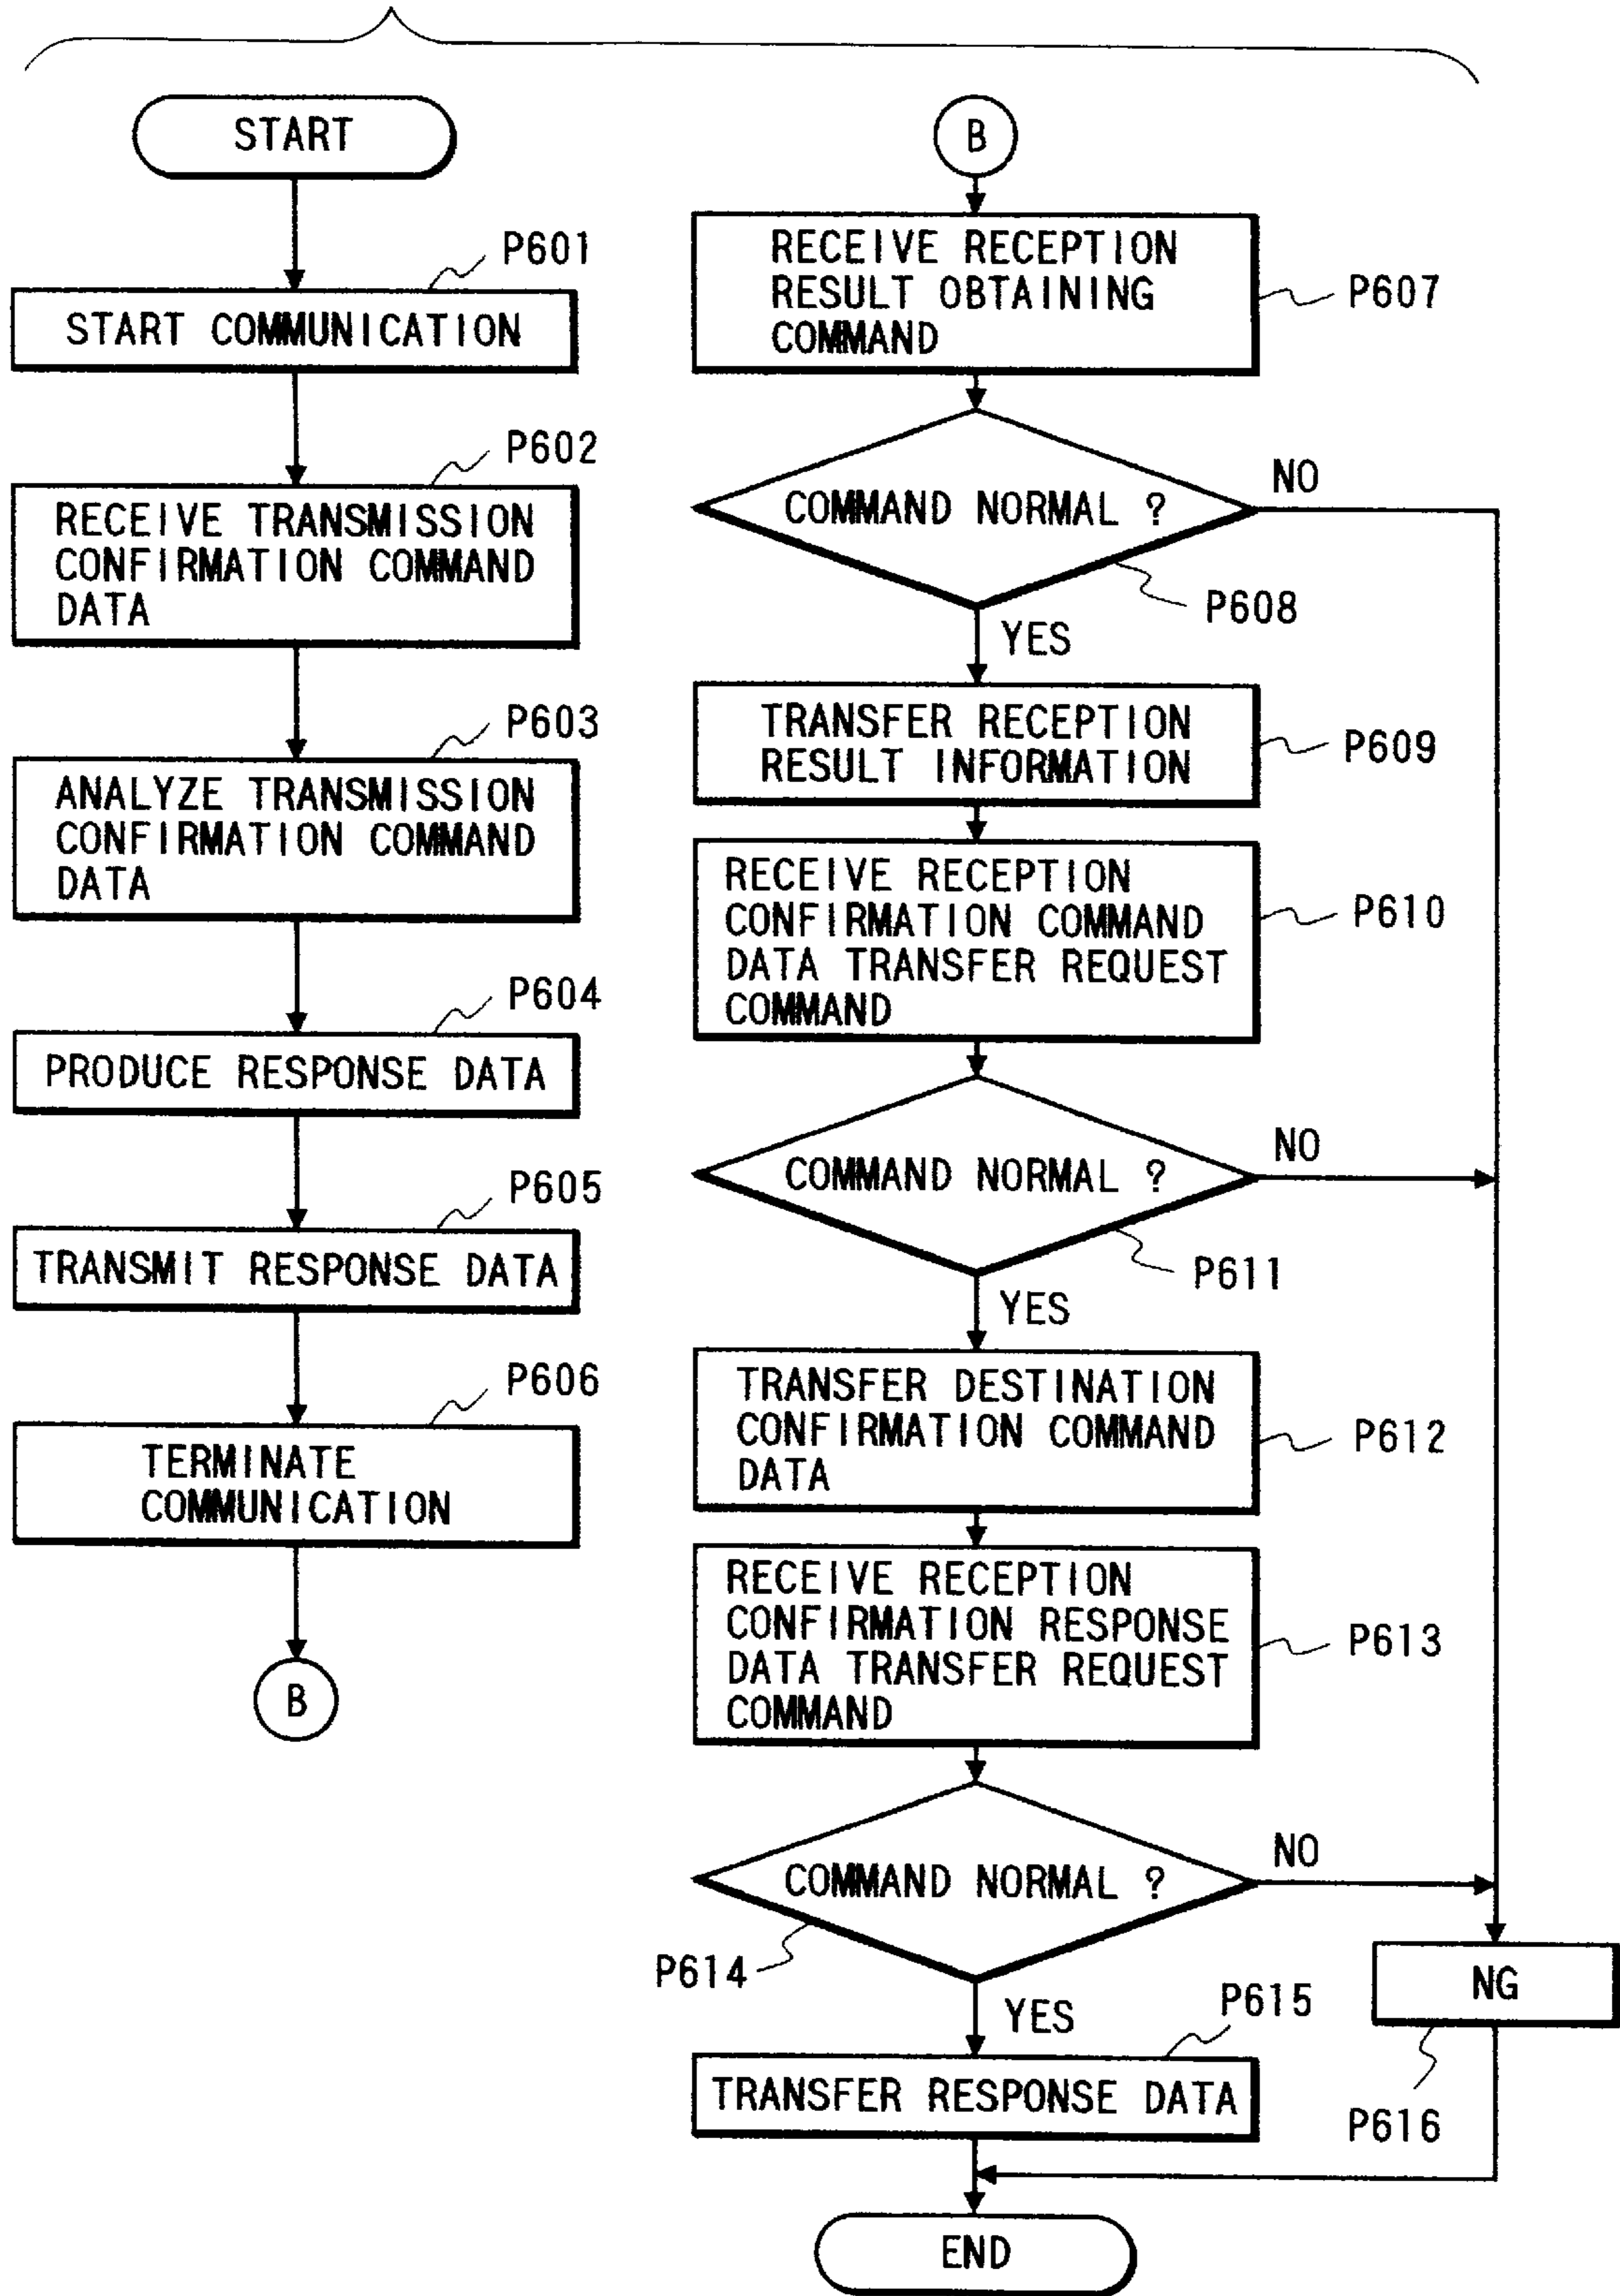 START
P601
START COMMUNICATION
P602
RECEIVE TRANSMISSION
CONFIRMATION COMMAND
DATA
P603
ANALYZE TRANSMISSION
CONFIRMATION COMMAND
DATA
P604
PRODUCE RESPONSE DATA
P605
TRANSMIT RESPONSE DATA
P606
TERMINATE
COMMUNICATION
B
B
RECEIVE RECEPTION
RESULT OBTAINING
COMMAND
P607
COMMAND NORMAL ?
NO
P608
YES
TRANSFER RECEPTION
RESULT INFORMATION
P609
RECEIVE RECEPTION
CONFIRMATION COMMAND
DATA TRANSFER REQUEST
COMMAND
P610
COMMAND NORMAL ?
NO
P611
YES
TRANSFER DESTINATION
CONFIRMATION COMMAND
DATA
P612
RECEIVE RECEPTION
CONFIRMATION RESPONSE
DATA TRANSFER REQUEST
COMMAND
P613
COMMAND NORMAL ?
NO
P614
YES
P615
TRANSFER RESPONSE DATA
NG
P616
END